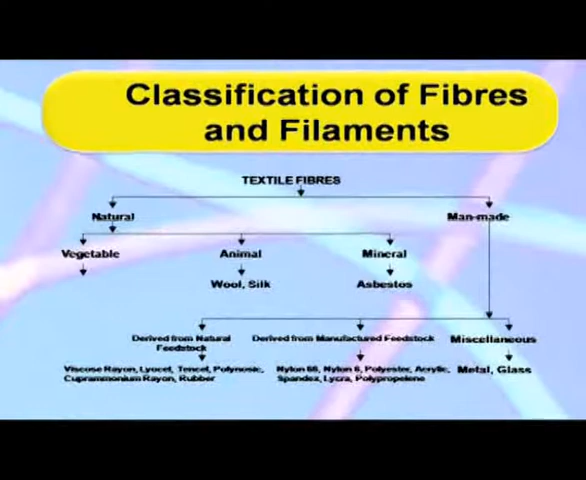 Classification of Fibres
and Filaments
TEXTILE FIBRES
Natural Man-made
Vegetable Animal Mineral
Wool, Silk Asbestos
Derived from Natural Feedstock Derived from Manufactured Feedstock Miscellaneous
Viscose Rayon, Lyocel, Tencel, Polynosic, Nylon 66, Nylon 6, Polyester, Acrylic, Metal, Glass
Cuprammonium Rayon, Rubber Spandex, Lycra, Polypropelene